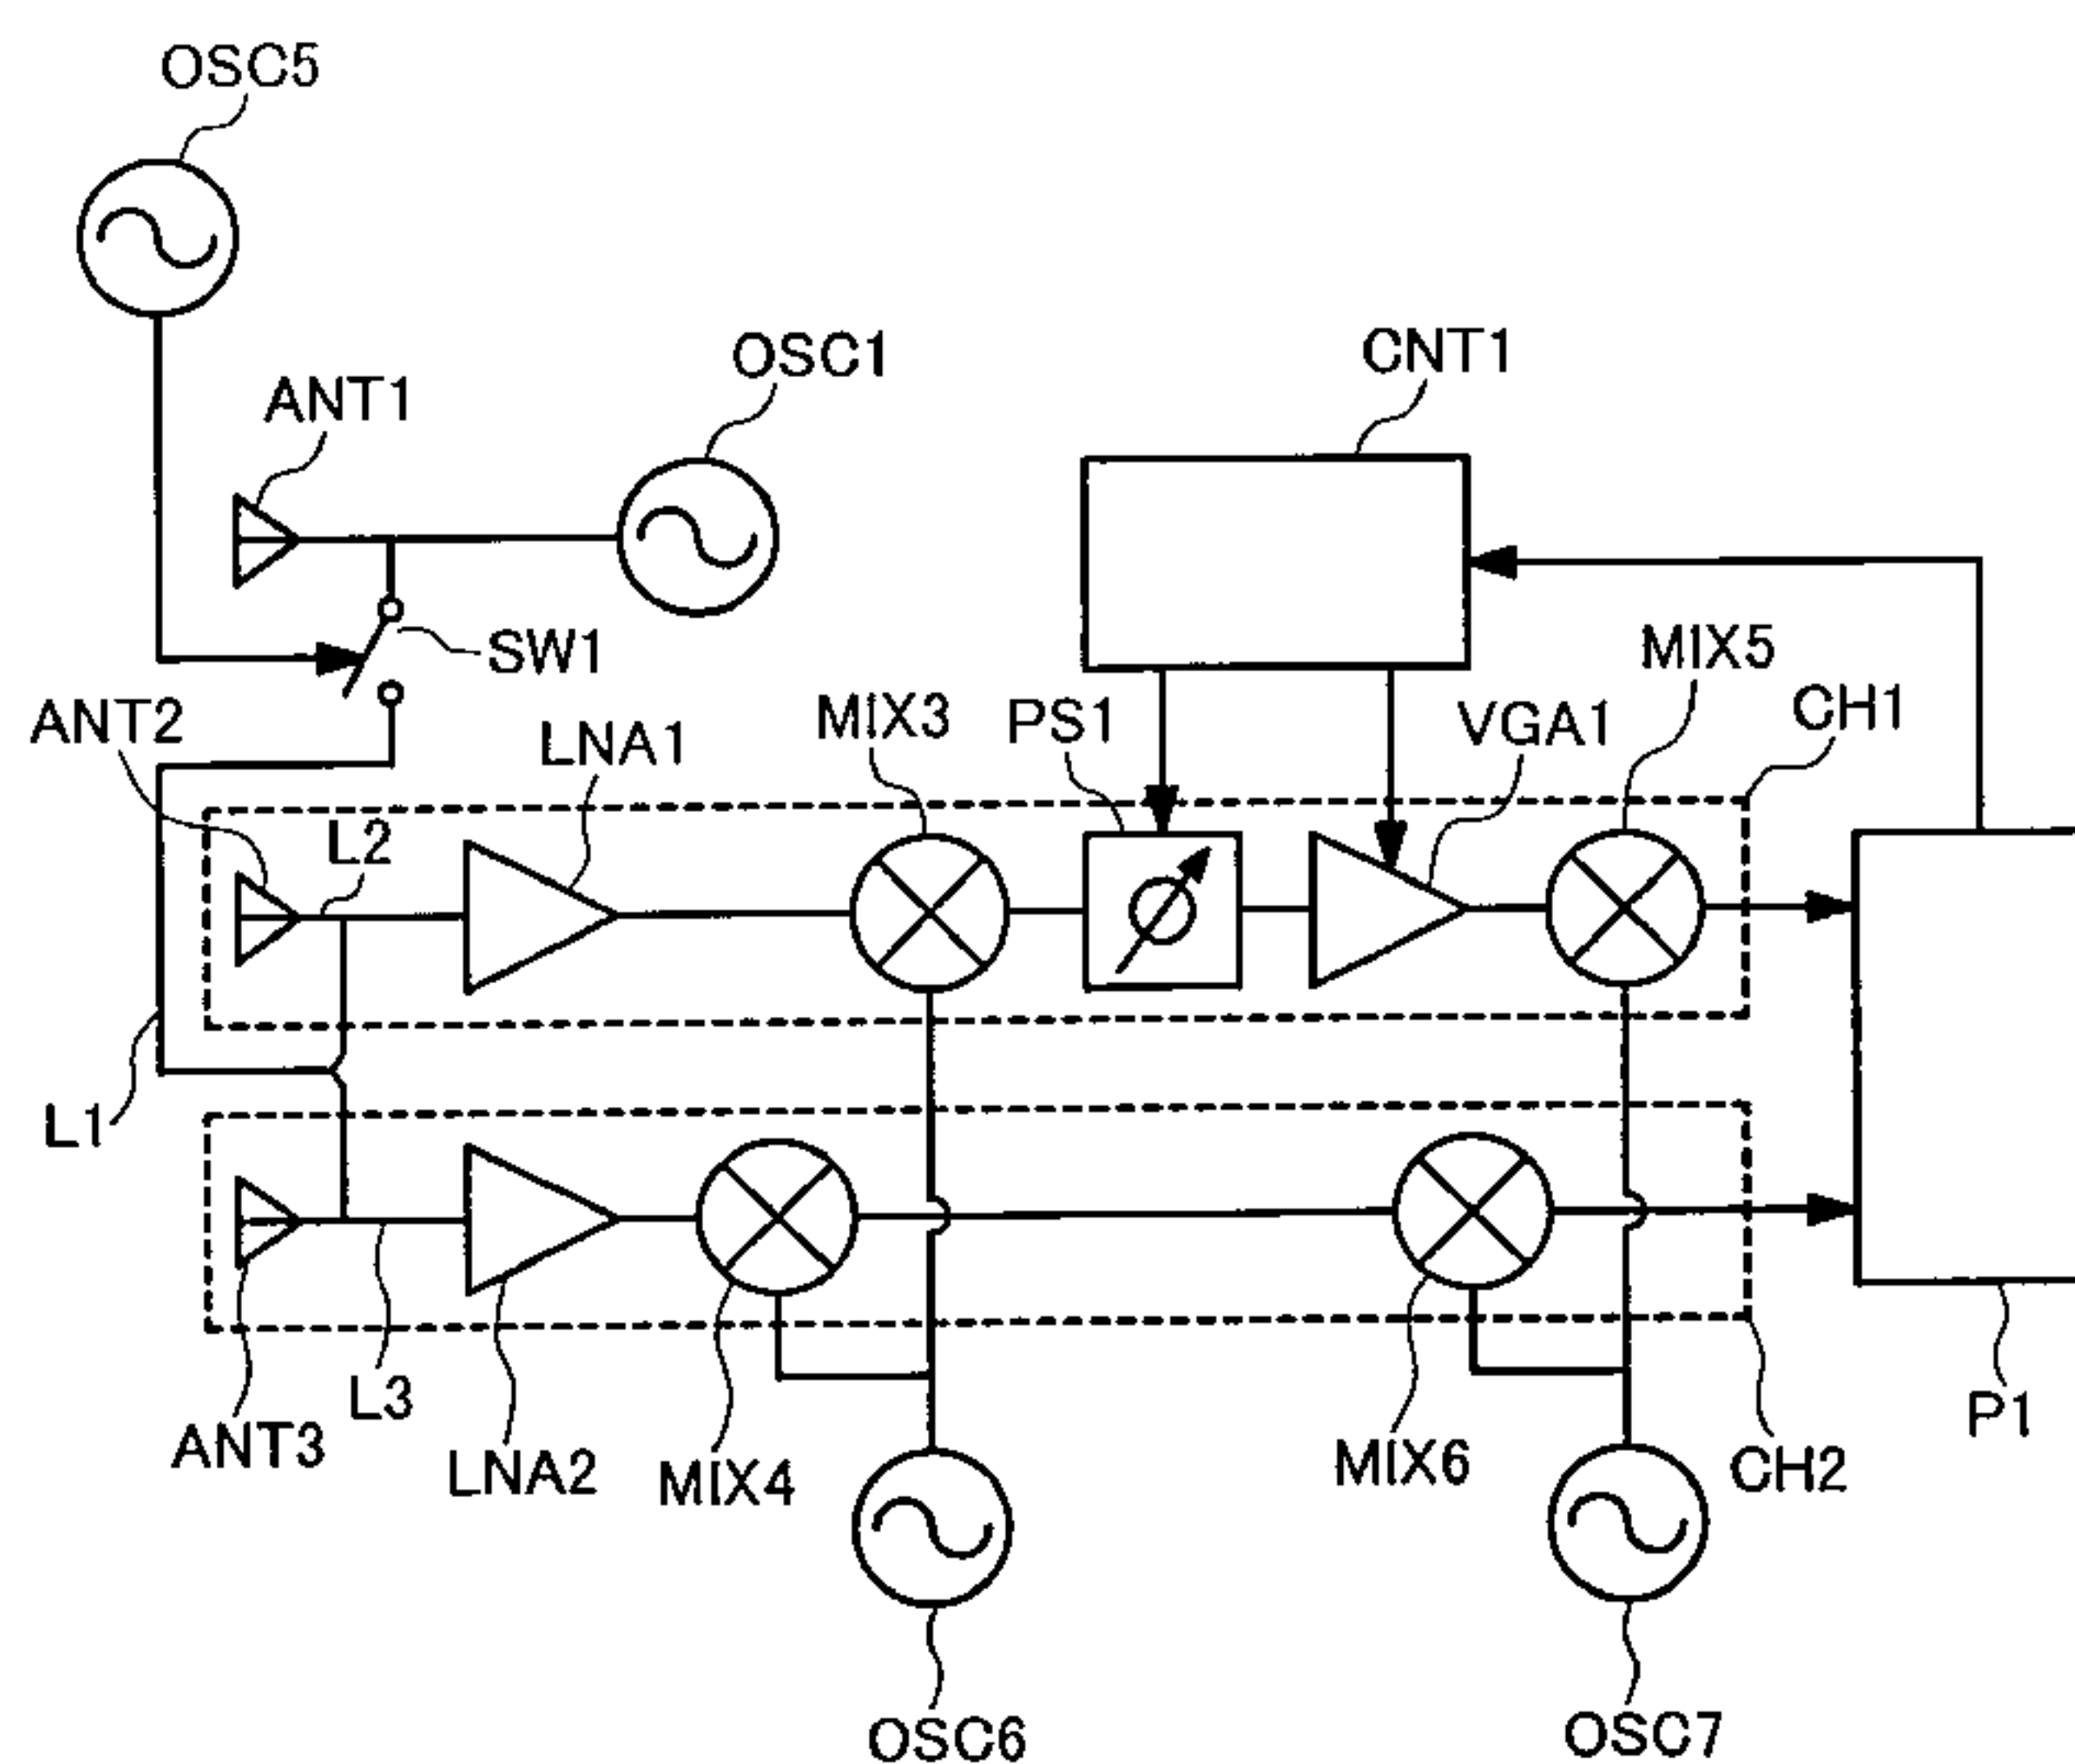 OSC5
OSC1
CNT1
ANT1
SW1
MIX5
ANT2
LNA1
MIX3
PS1
VGA1
CH1
L2
L1
L3
ANT3
LNA2
MIX4
MIX6
CH2
P1
OSC6
OSC7